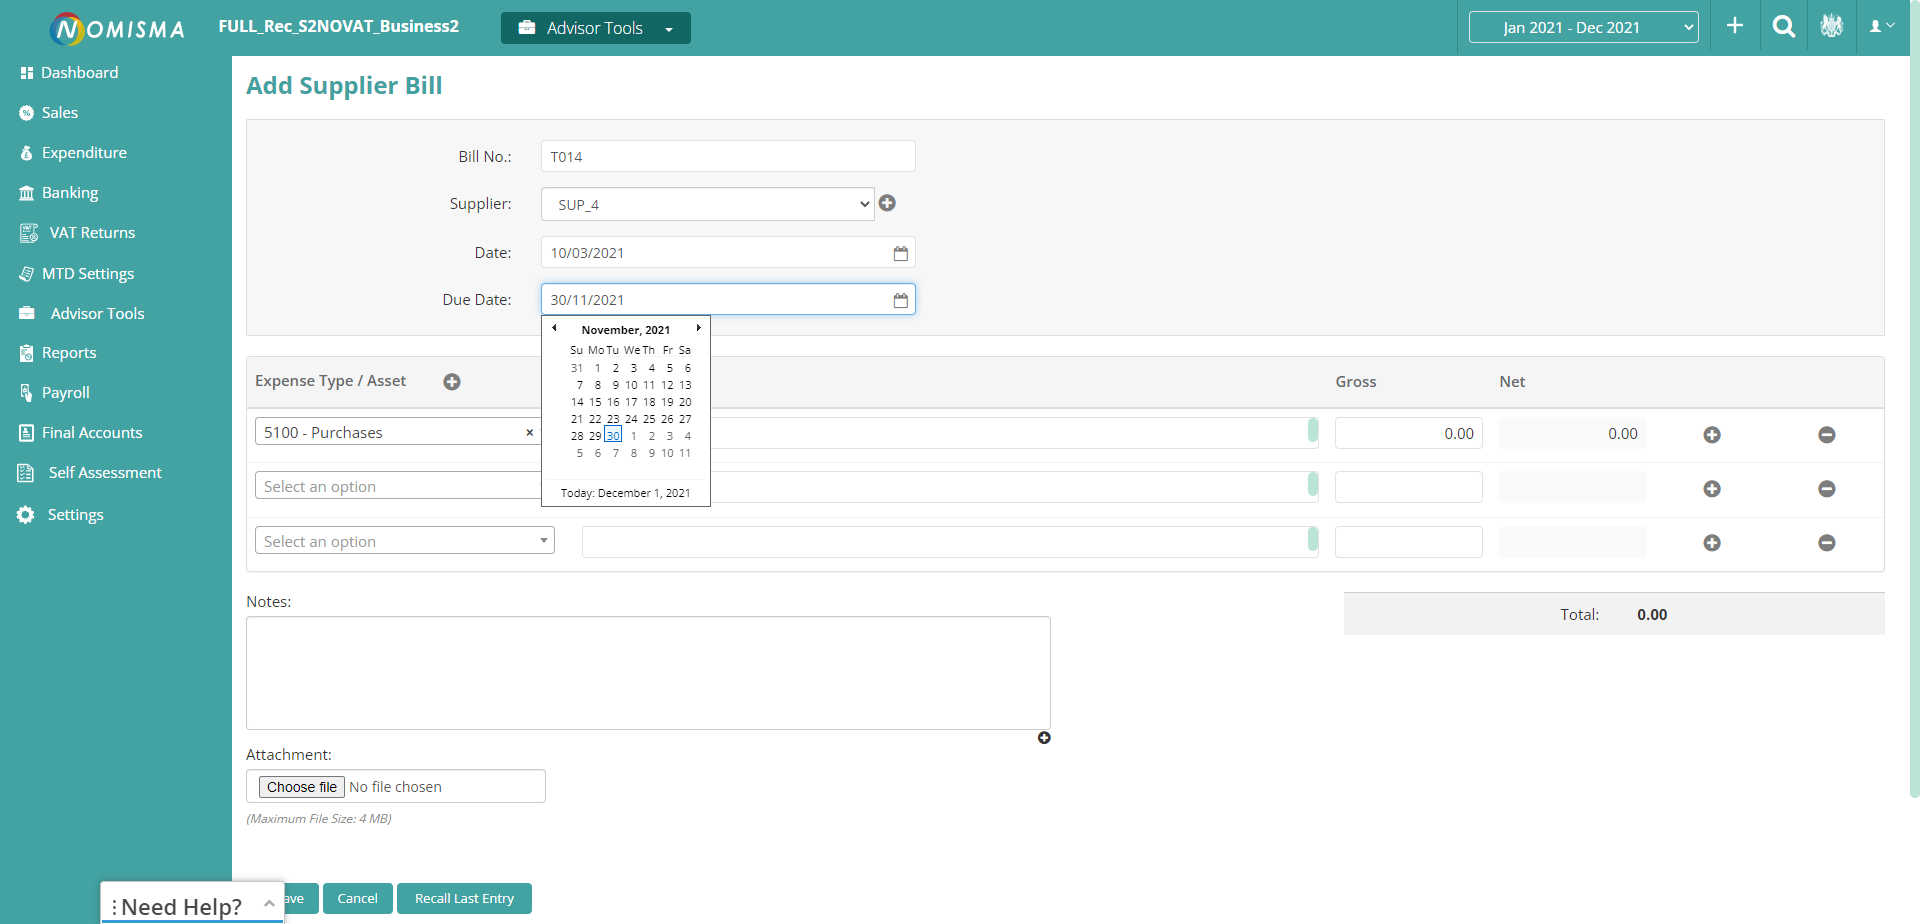 NOMISMA
FULL_Rec_S2NOVAT_Business2
Advisor Tools
Jan 2021 - Dec 2021
Dashboard
Sales
Expenditure
Banking
VAT Returns
MTD Settings
Advisor Tools
Reports
Payroll
Final Accounts
Self Assessment
Settings
Add Supplier Bill
Bill No.: T014
Supplier: SUP_4
Date: 10/03/2021
Due Date: 30/11/2021
November, 2021
Su Mo Tu We Th Fr Sa
31 1 2 3 4 5 6
7 8 9 10 11 12 13
14 15 16 17 18 19 20
21 22 23 24 25 26 27
28 29 30 1 2 3 4
5 6 7 8 9 10 11
Today: December 1, 2021
Expense Type / Asset Gross Net
5100 - Purchases × 0.00 0.00
Select an option
Select an option
Notes:
Total: 0.00
Attachment:
Choose file No file chosen
(Maximum File Size: 4 MB)
ave Cancel Recall Last Entry
Need Help?